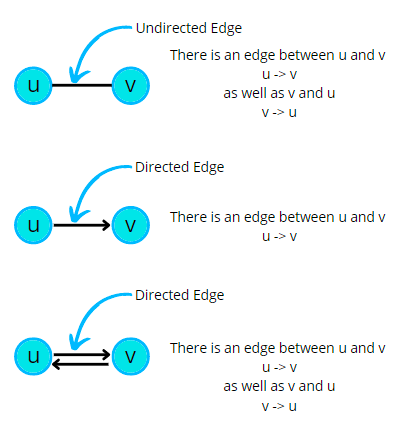 Undirected Edge
There is an edge between u and v
u -> v
as well as v and u
v -> u
u
v
Directed Edge
There is an edge between u and v
u -> v
u
v
Directed Edge
There is an edge between u and v
u -> v
as well as v and u
v -> u
u
v